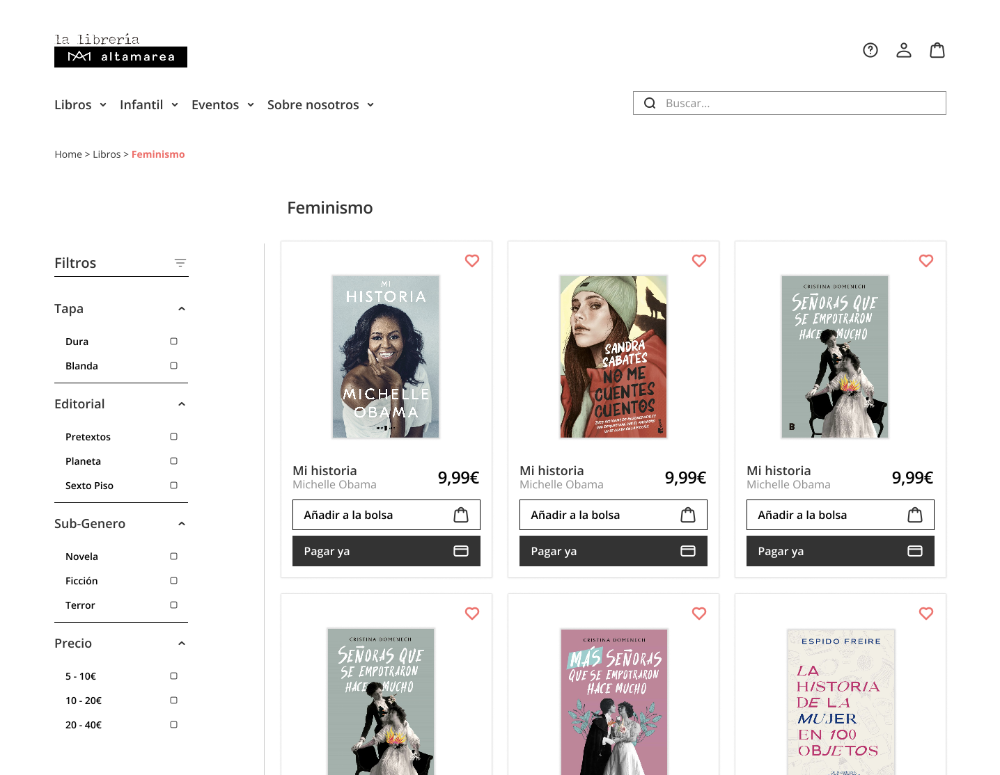 la librería
altamarea
Libros
Infantil
Eventos
Sobre nosotros
Buscar...
Home > Libros > Feminismo
Feminismo
Filtros
Tapa
Dura
Blanda
Editorial
Pretextos
Planeta
Sexto Piso
Sub-Genero
Novela
Ficción
Terror
Precio
5 - 10€
10 - 20€
20 - 40€
MI
HISTORIA
MICHELLE
OBAMA
Mi historia
Michelle Obama
9,99€
Añadir a la bolsa
Pagar ya
SANDRA
SABATÉS
NO ME
CUENTES
CUENTOS
Mi historia
Michelle Obama
9,99€
Añadir a la bolsa
Pagar ya
CRISTINA DOMENECH
SEÑORAS QUE
SE EMPOTRARON
HACE MUCHO
B
Mi historia
Michelle Obama
9,99€
Añadir a la bolsa
Pagar ya
CRISTINA DOMENECH
SEÑORAS QUE
SE EMPOTRARON
HACE MUCHO
CRISTINA DOMENECH
MÁS SEÑORAS
QUE SE EMPOTRARON
HACE MUCHO
ESPIDO FREIRE
LA
HISTORIA
DE LA
MUJER
EN 100
OBJETOS